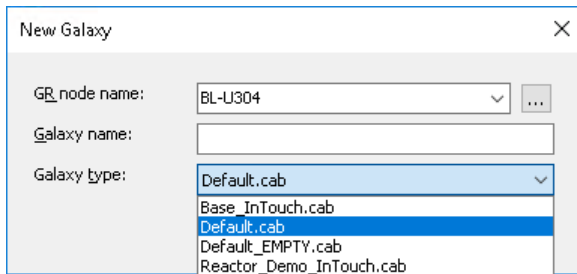 New Galaxy
GR node name:
BL-U304
...
Galaxy name:
Galaxy type:
Default.cab
Base_InTouch.cab
Default.cab
Default_EMPTY.cab
Reactor_Demo_InTouch.cab